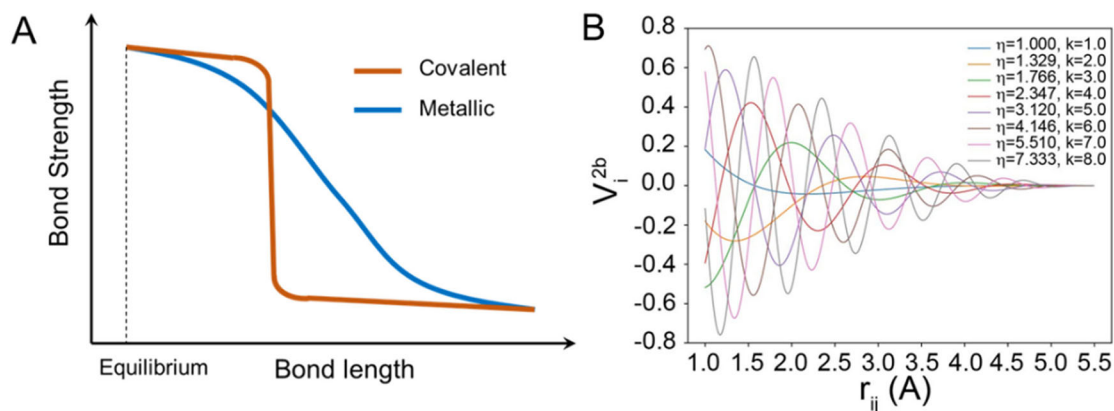 A
Bond Strength
Covalent
Metallic
Equilibrium
Bond length
B
V_i^2b
0.8
0.6
0.4
0.2
0.0
-0.2
-0.4
-0.6
-0.8
η=1.000, k=1.0
η=1.329, k=2.0
η=1.766, k=3.0
η=2.347, k=4.0
η=3.120, k=5.0
η=4.146, k=6.0
η=5.510, k=7.0
η=7.333, k=8.0
1.0 1.5 2.0 2.5 3.0 3.5 4.0 4.5 5.0 5.5
r_ij (A)